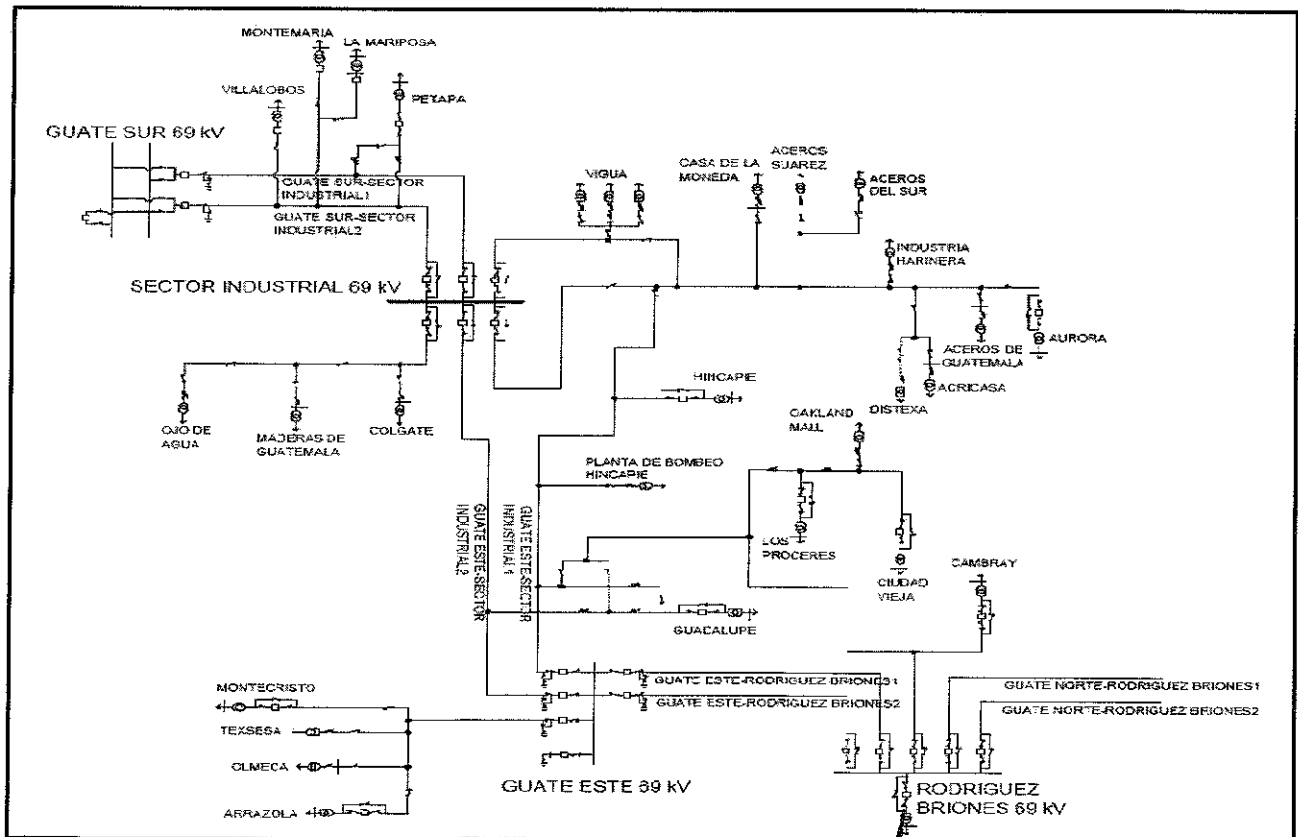 MONTEMARIA
LA MARIPOSA
VILLALOBOS
PETAPA
GUATE SUR 69 kV
GUATE SUR-SECTOR
INDUSTRIAL1
GUATE SUR-SECTOR
INDUSTRIAL2
VIGUA
CASA DE LA
MONEDA
ACEROS
SUAREZ
ACEROS
DEL SUR
INDUSTRIA
HARINERA
SECTOR INDUSTRIAL 69 kV
AURORA
ACEROS DE
GUATEMALA
AGRICASA
DISTEXA
HINCAPIE
OJO DE
AGUA
MADERAS DE
GUATEMALA
COLGATE
OAKLAND
MALL
PLANTA DE BOMBEO
HINCAPIE
GUATE ESTE-SECTOR
INDUSTRIAL2
GUATE ESTE-SECTOR
INDUSTRIAL1
LOS
PROCERES
CIUDAD
VIEJA
CAMBRAY
GUADALUPE
MONTECRISTO
TEXSESA
OLMECA
ARRAZOLA
GUATE ESTE-RODRIGUEZ BRIONES1
GUATE ESTE-RODRIGUEZ BRIONES2
GUATE NORTE-RODRIGUEZ BRIONES1
GUATE NORTE-RODRIGUEZ BRIONES2
GUATE ESTE 69 kV
RODRIGUEZ
BRIONES 69 kV